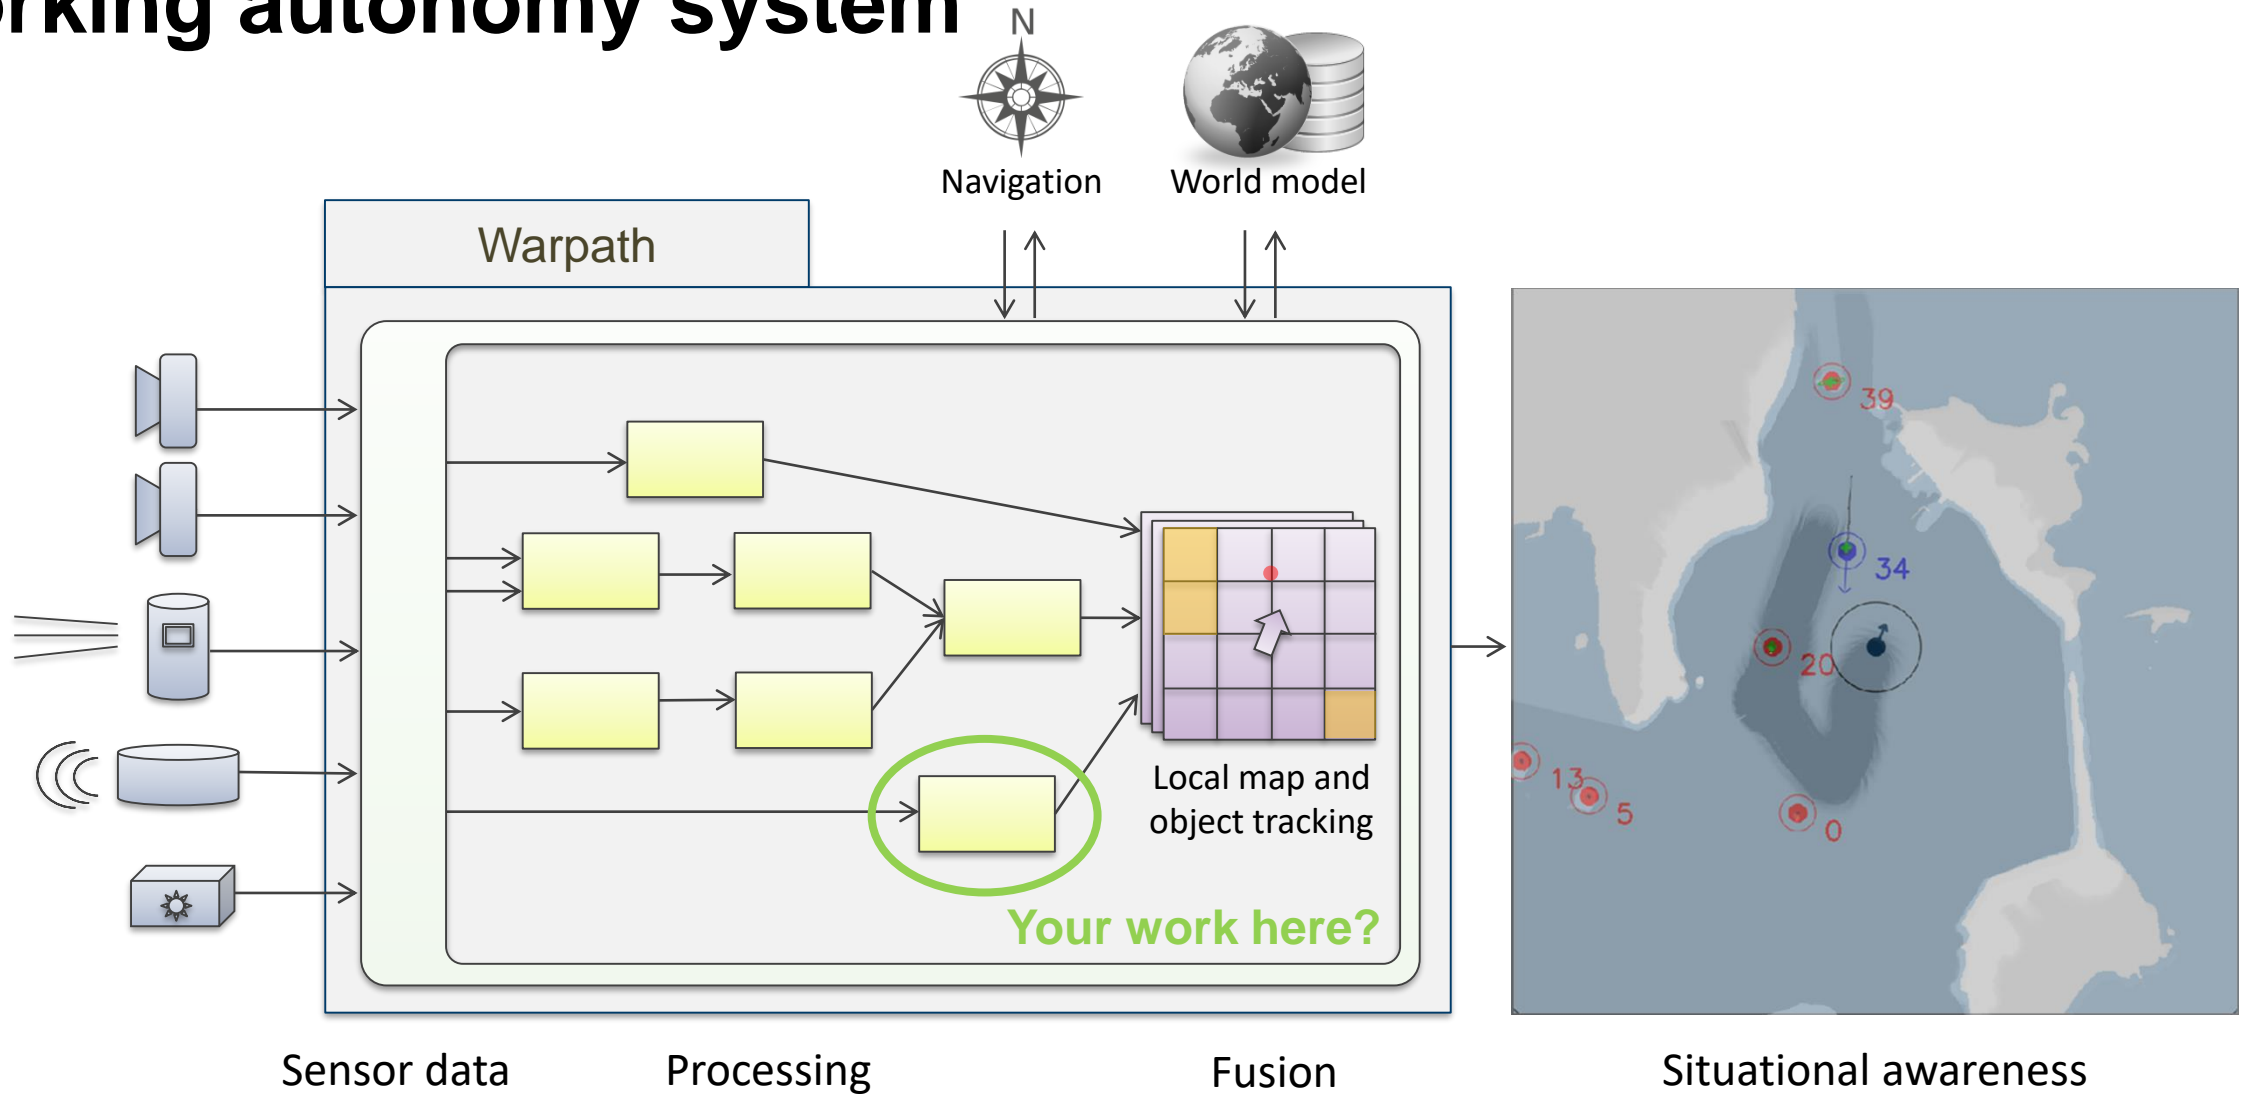 rking autonomy system
N
Navigation
World model
Warpath
39
34
20
13
5
0
Local map and
object tracking
Your work here?
Sensor data
Processing
Fusion
Situational awareness